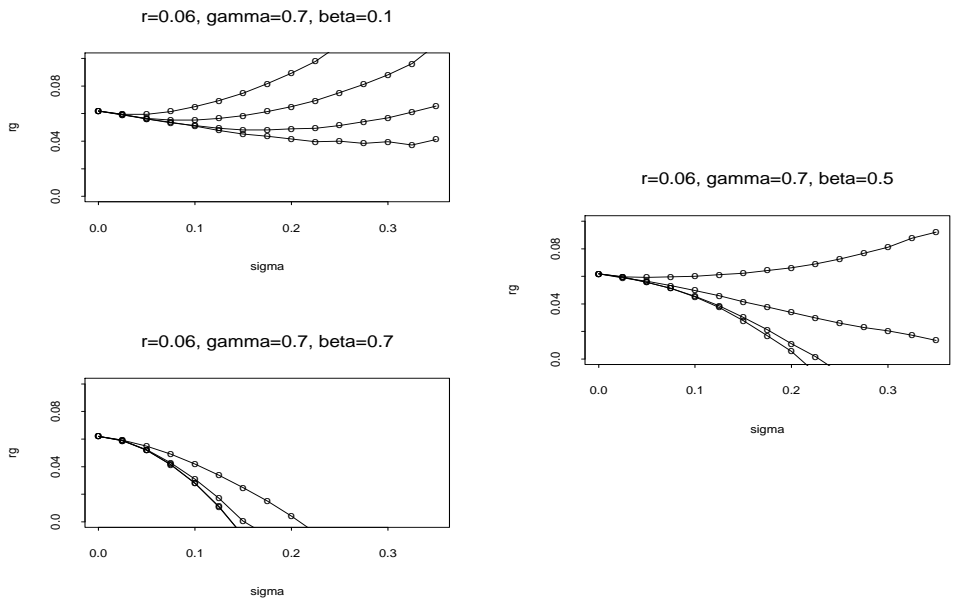 r=0.06, gamma=0.7, beta=0.1
rg
0.0 0.04 0.08
0.0 0.1 0.2 0.3
sigma
r=0.06, gamma=0.7, beta=0.5
rg
0.0 0.04 0.08
0.0 0.1 0.2 0.3
sigma
r=0.06, gamma=0.7, beta=0.7
rg
0.0 0.04 0.08
0.0 0.1 0.2 0.3
sigma